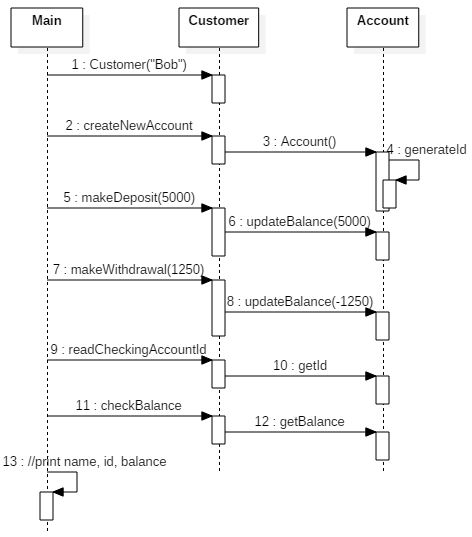 Main
Customer
Account
1 : Customer("Bob")
2 : createNewAccount
3 : Account()
4 : generateId
5 : makeDeposit(5000)
6 : updateBalance(5000)
7 : makeWithdrawal(1250)
8 : updateBalance(-1250)
9 : readCheckingAccountId
10 : getId
11 : checkBalance
12 : getBalance
13 : //print name, id, balance